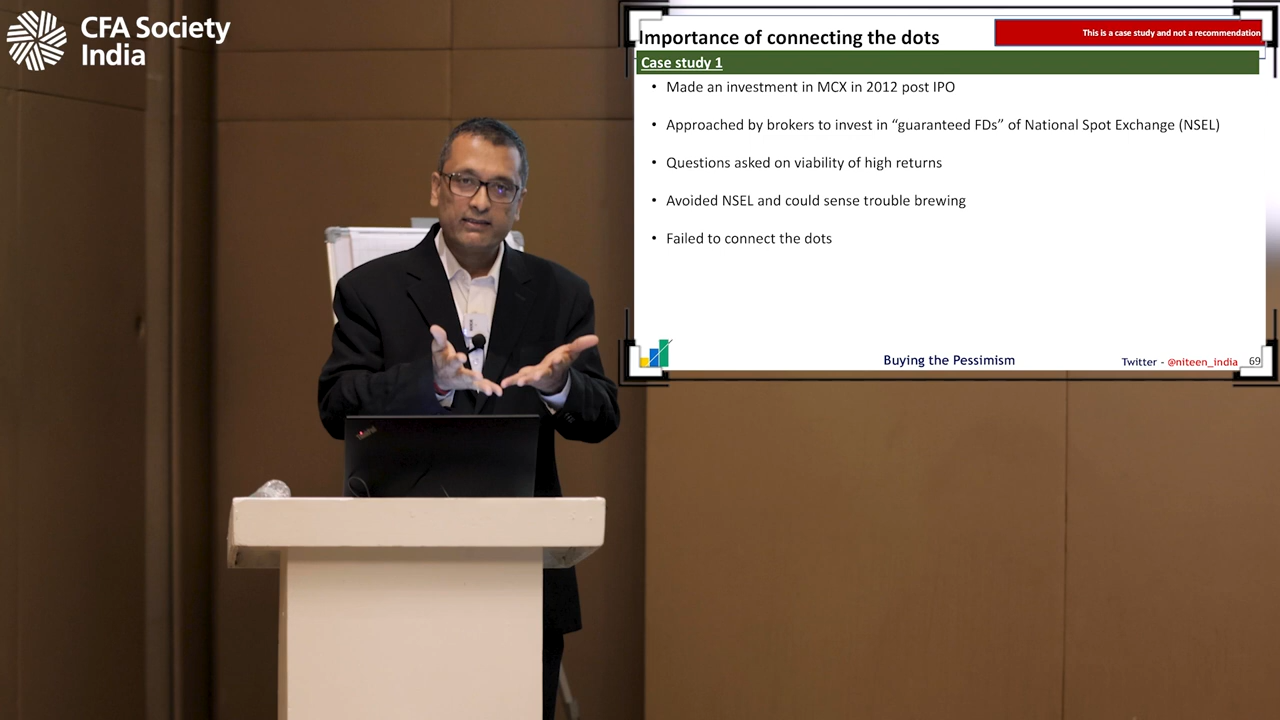 CFA Society
India
Importance of connecting the dots
This is a case study and not a recommendation
Case study 1
• Made an investment in MCX in 2012 post IPO
• Approached by brokers to invest in “guaranteed FDs” of National Spot Exchange (NSEL)
• Questions asked on viability of high returns
• Avoided NSEL and could sense trouble brewing
• Failed to connect the dots
Buying the Pessimism
Twitter - @niteen_india
69